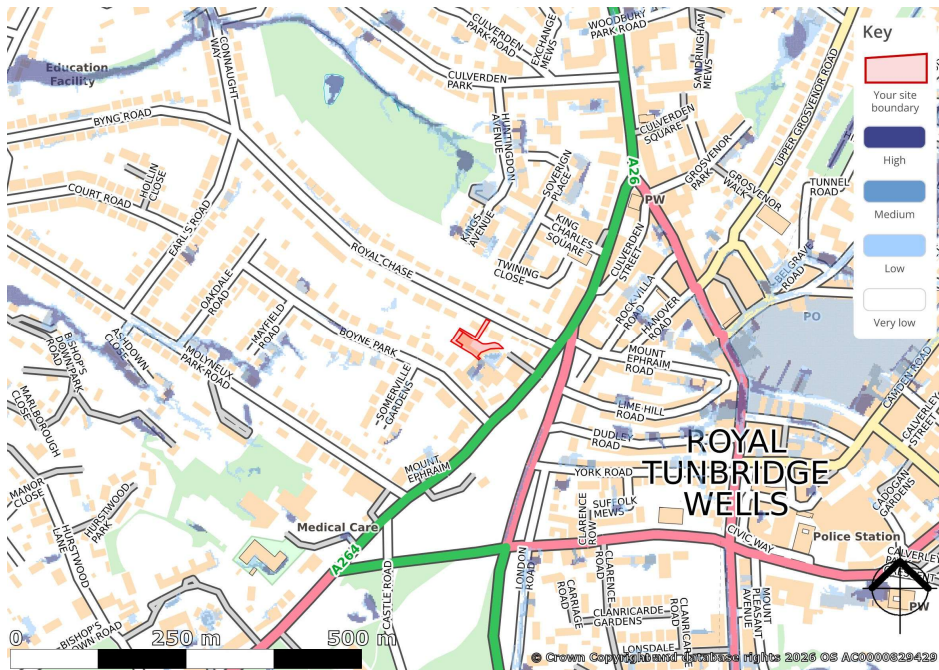 WOODBURY
PARK ROAD
CULVERDEN
PARK ROAD
EXCHANGE
MEWS
SANDRINGHAM
MEWS
CONNAUGHT
WAY
Education
Facility
CULVERDEN
PARK
BYNG ROAD
HUNTINGDON
AVENUE
CULVERDEN
SQUARE
UPPER GROSVENOR ROAD
A26
GROSVENOR
PARK
GROSVENOR
WALK
TUNNEL
ROAD
HOLLIN
CLOSE
COURT ROAD
SOVERIGN
PLACE
PW
EARL'S ROAD
KINGS
AVENUE
KING
CHARLES
SQUARE
CULVERDEN
STREET
ROYAL CHASE
TWINING
CLOSE
BELGRAVE
ROAD
OAKDALE
ROAD
ROCK VILLA
ROAD
HANOVER
ROAD
PO
MAYFIELD
ROAD
BOYNE PARK
BISHOP'S
DOWN PARK
ROAD
ASHDOWN
CLOSE
MOLYNEUX
PARK ROAD
MOUNT
EPHRAIM
ROAD
CAMDEN ROAD
SOMERVILLE
GARDENS
MARLBOROUGH
CLOSE
LIME HILL
ROAD
CALVERLEY
STREET
DUDLEY
ROAD
ROYAL
TUNBRIDGE
WELLS
MOUNT
EPHRAIM
YORK ROAD
CADOGAN
GARDENS
MANOR
CLOSE
HURSTWOOD
PARK
SUFFOLK
MEWS
CLARENCE
ROW
Medical Care
HURSTWOOD
LANE
CIVIC WAY
Police Station
A264
CASTLE ROAD
LONDON
ROAD
CLARENCE
ROAD
CARRIAGE
ROAD
CLANRICARDE
GARDENS
CLANRICARDE
ROAD
MOUNT
PLEASANT
AVENUE
CALVERLEY
PW
BISHOP'S
DOWN ROAD
LONSDALE
Key
Your site
boundary
High
Medium
Low
Very low
0 250 m 500 m
© Crown Copyright and database rights 2026 OS AC0000829429